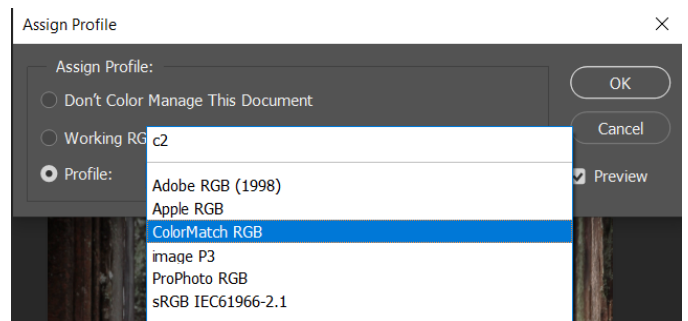 Assign Profile
Assign Profile:
Don't Color Manage This Document
OK
Working RG
Cancel
c2
Profile:
Preview
Adobe RGB (1998)
Apple RGB
ColorMatch RGB
image P3
ProPhoto RGB
sRGB IEC61966-2.1